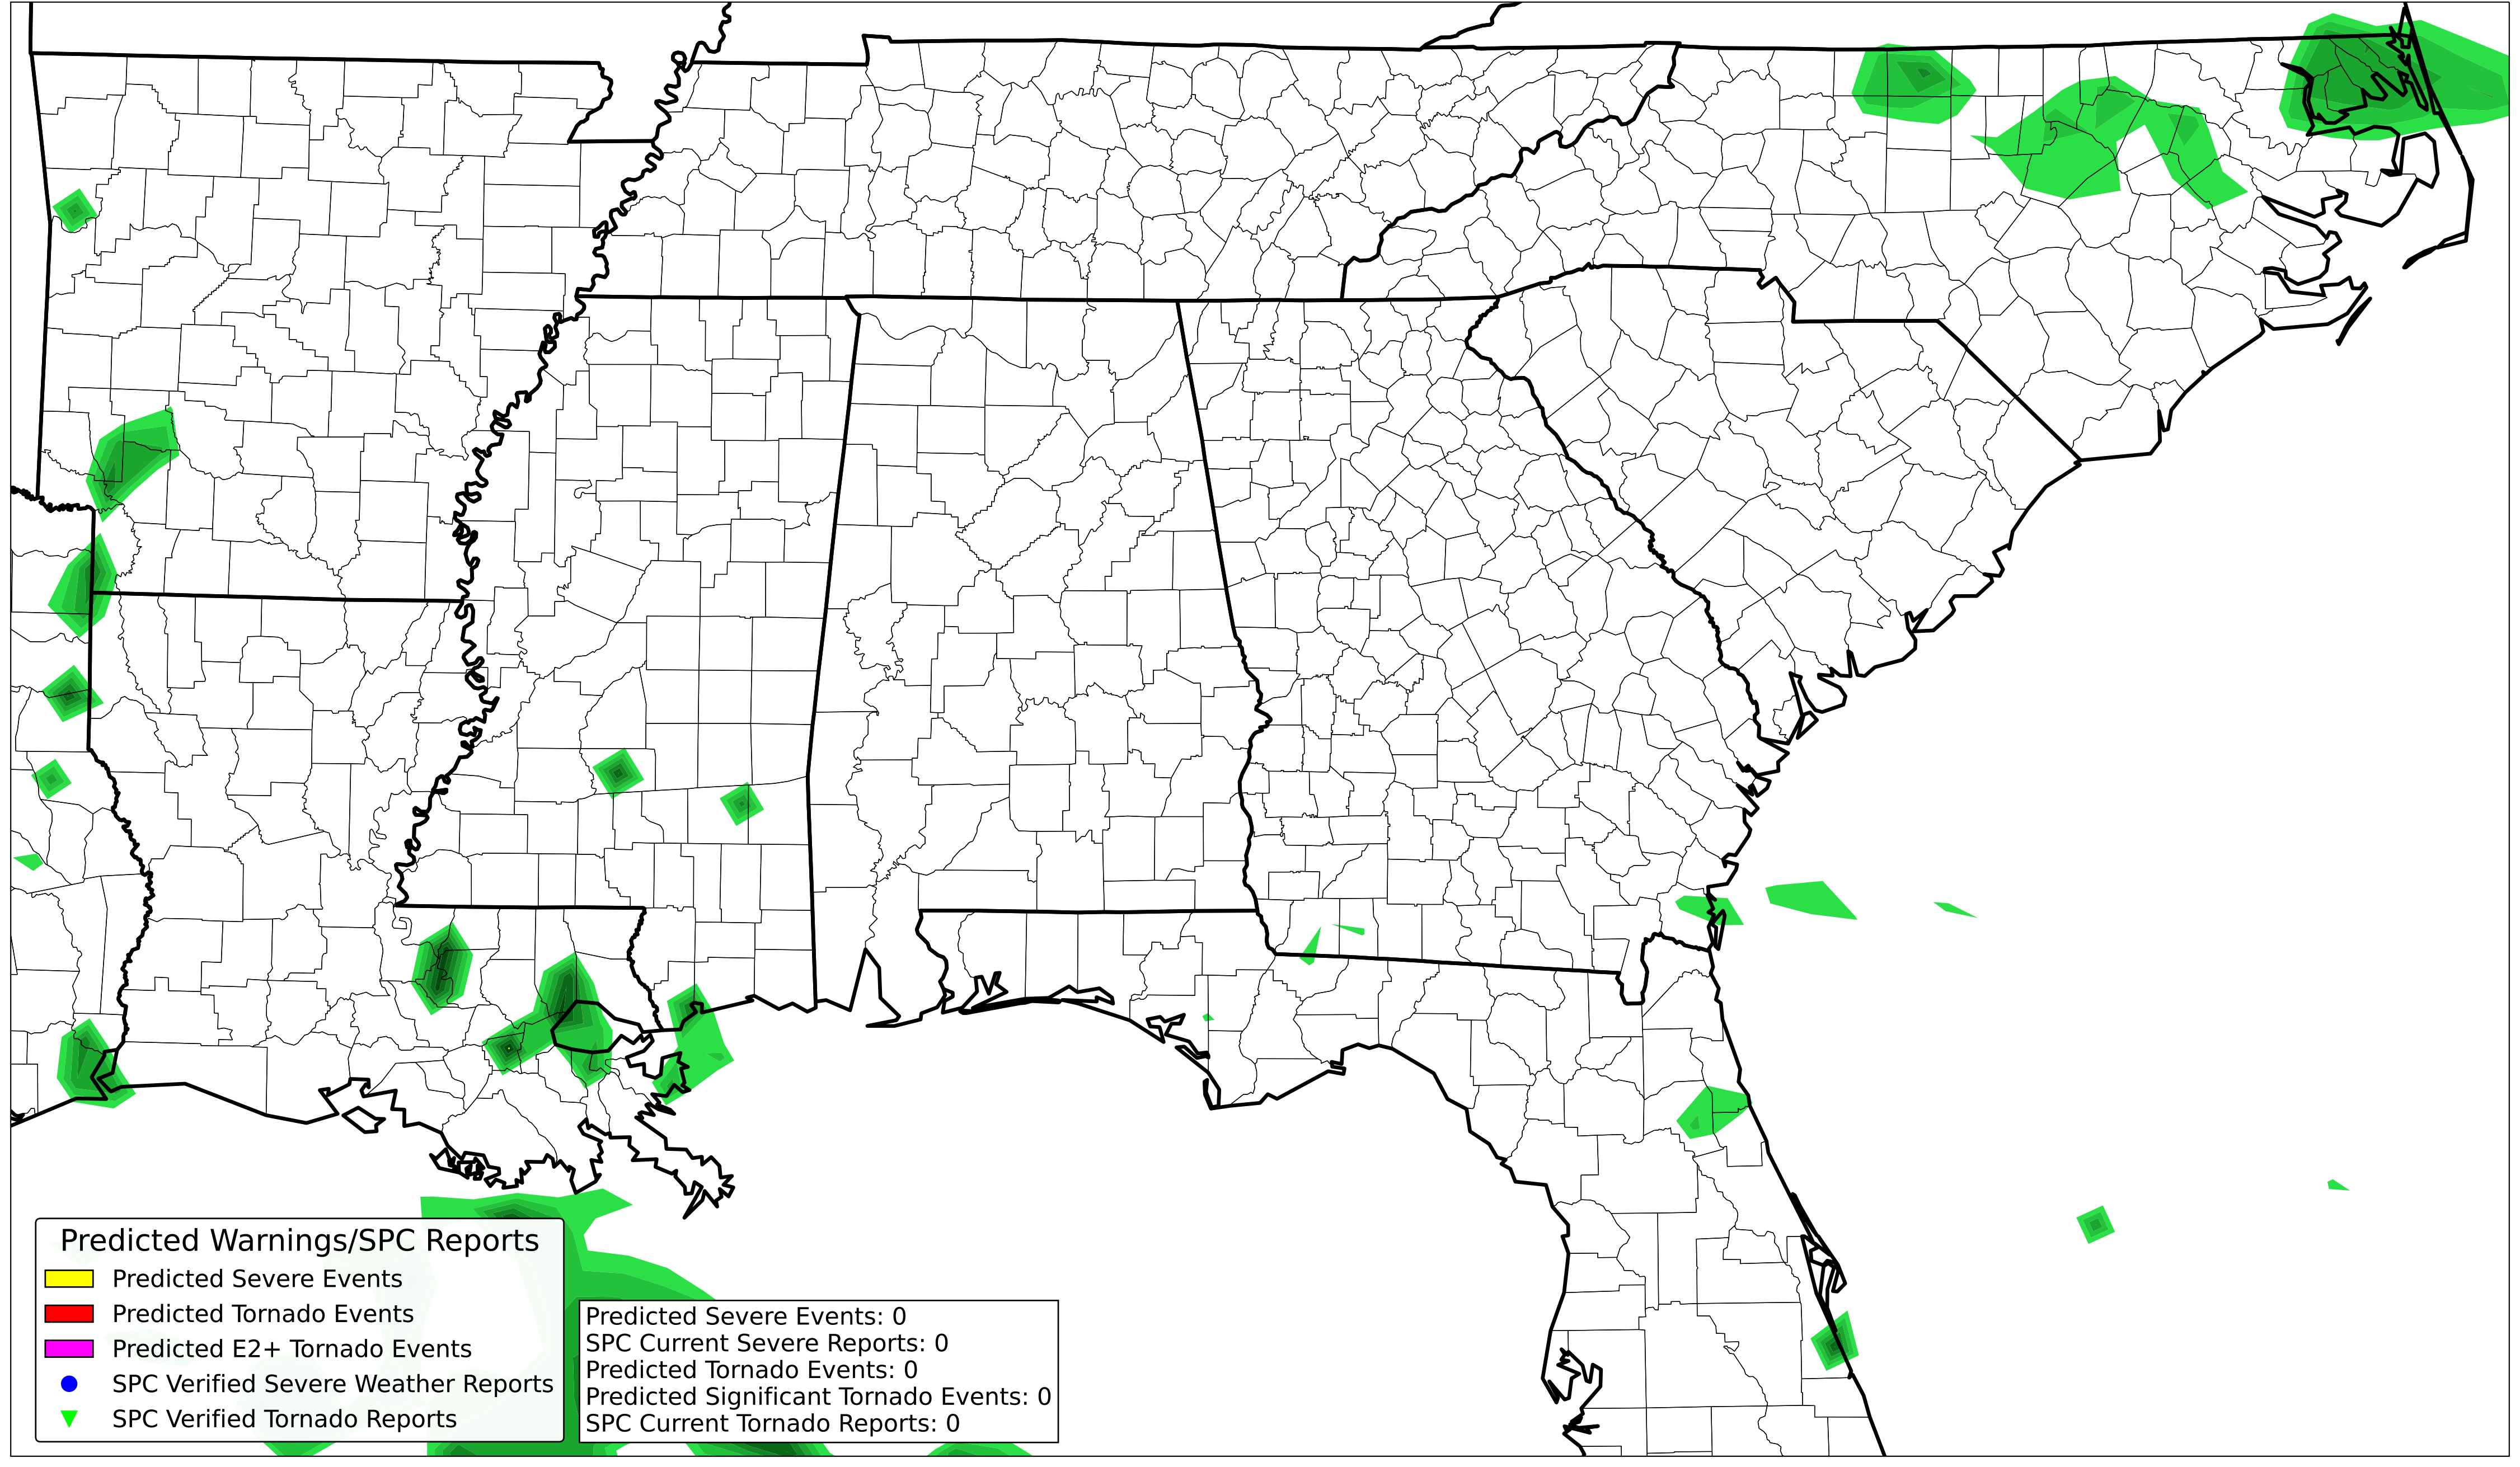 Predicted Warnings/SPC Reports
Predicted Severe Events
Predicted Tornado Events
Predicted E2+ Tornado Events
SPC Verified Severe Weather Reports
SPC Verified Tornado Reports
Predicted Severe Events: 0
SPC Current Severe Reports: 0
Predicted Tornado Events: 0
Predicted Significant Tornado Events: 0
SPC Current Tornado Reports: 0